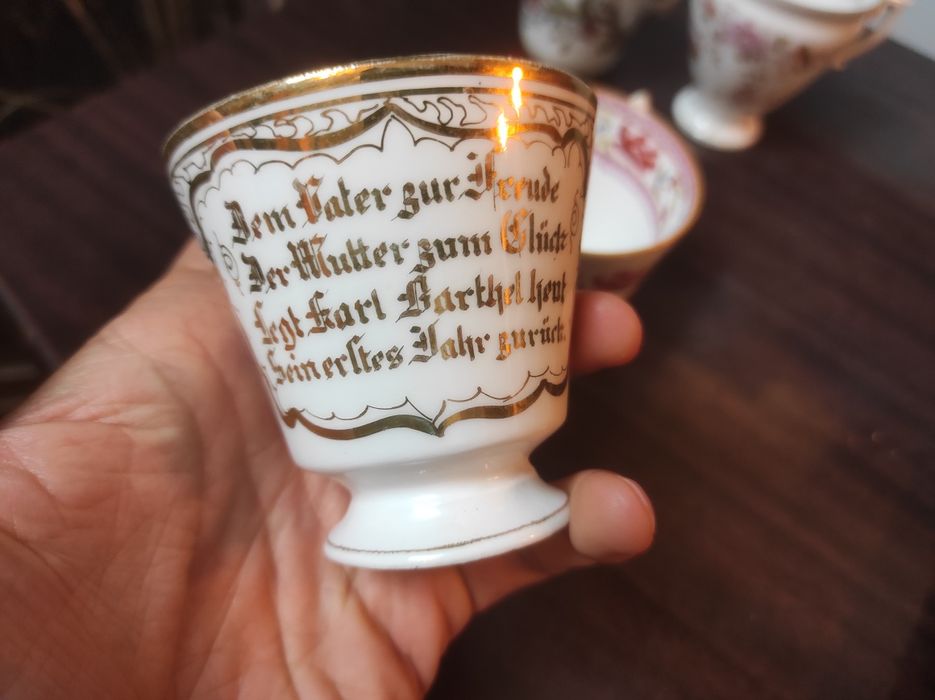 Dem Vater zur Freude
Der Mutter zum Glück
Legt Karl Barthel heut
Sein erstes Jahr zurück.